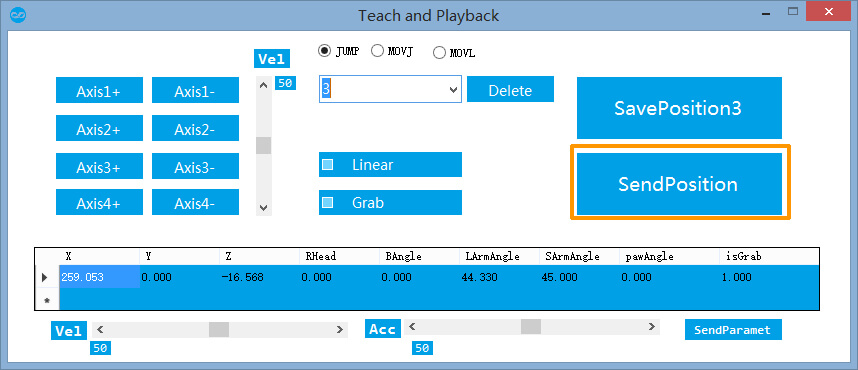 Teach and Playback
Vel
50
JUMP MOVJ MOVL
Axis1+ Axis1-
Axis2+ Axis2-
Axis3+ Axis3-
Axis4+ Axis4-
3
Delete
Linear
Grab
SavePosition3
SendPosition
X Y Z RHead BAngle LArmAngle SArmAngle pawAngle isGrab
259.053 0.000 -16.568 0.000 0.000 44.330 45.000 0.000 1.000
*
Vel
50
Acc
50
SendParamet